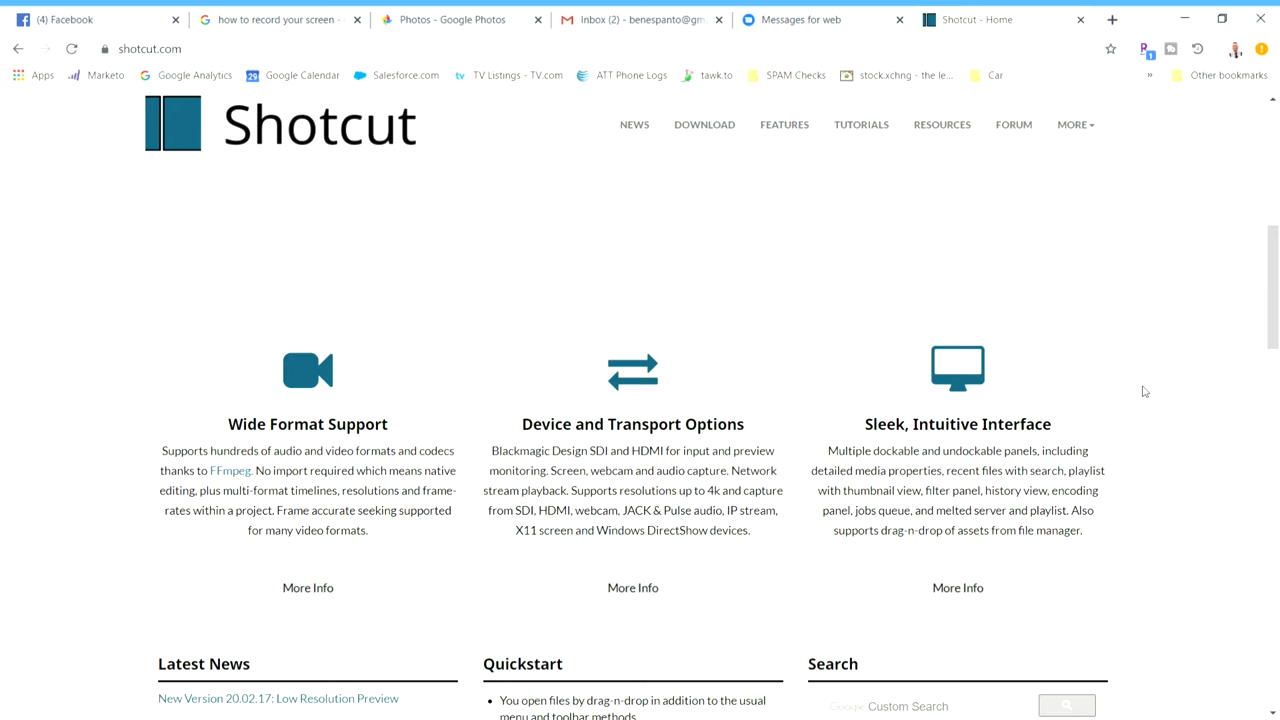 (4) Facebook
how to record your screen -
Photos - Google Photos
Inbox (2) - benespanto@gm
Messages for web
Shotcut - Home
shotcut.com
Apps
Marketo
Google Analytics
29
Google Calendar
Salesforce.com
tv
TV Listings - TV.com
ATT Phone Logs
tawk.to
SPAM Checks
stock.xchng - the le...
Car
»
Other bookmarks
1
Shotcut
NEWS
DOWNLOAD
FEATURES
TUTORIALS
RESOURCES
FORUM
MORE
Wide Format Support
Supports hundreds of audio and video formats and codecs
thanks to FFmpeg. No import required which means native
editing, plus multi-format timelines, resolutions and frame-
rates within a project. Frame accurate seeking supported
for many video formats.
More Info
Device and Transport Options
Blackmagic Design SDI and HDMI for input and preview
monitoring. Screen, webcam and audio capture. Network
stream playback. Supports resolutions up to 4k and capture
from SDI, HDMI, webcam, JACK & Pulse audio, IP stream,
X11 screen and Windows DirectShow devices.
More Info
Sleek, Intuitive Interface
Multiple dockable and undockable panels, including
detailed media properties, recent files with search, playlist
with thumbnail view, filter panel, history view, encoding
panel, jobs queue, and melted server and playlist. Also
supports drag-n-drop of assets from file manager.
More Info
Latest News
New Version 20.02.17: Low Resolution Preview
Quickstart
• You open files by drag-n-drop in addition to the usual
menu and toolbar methods.
Search
Google Custom Search